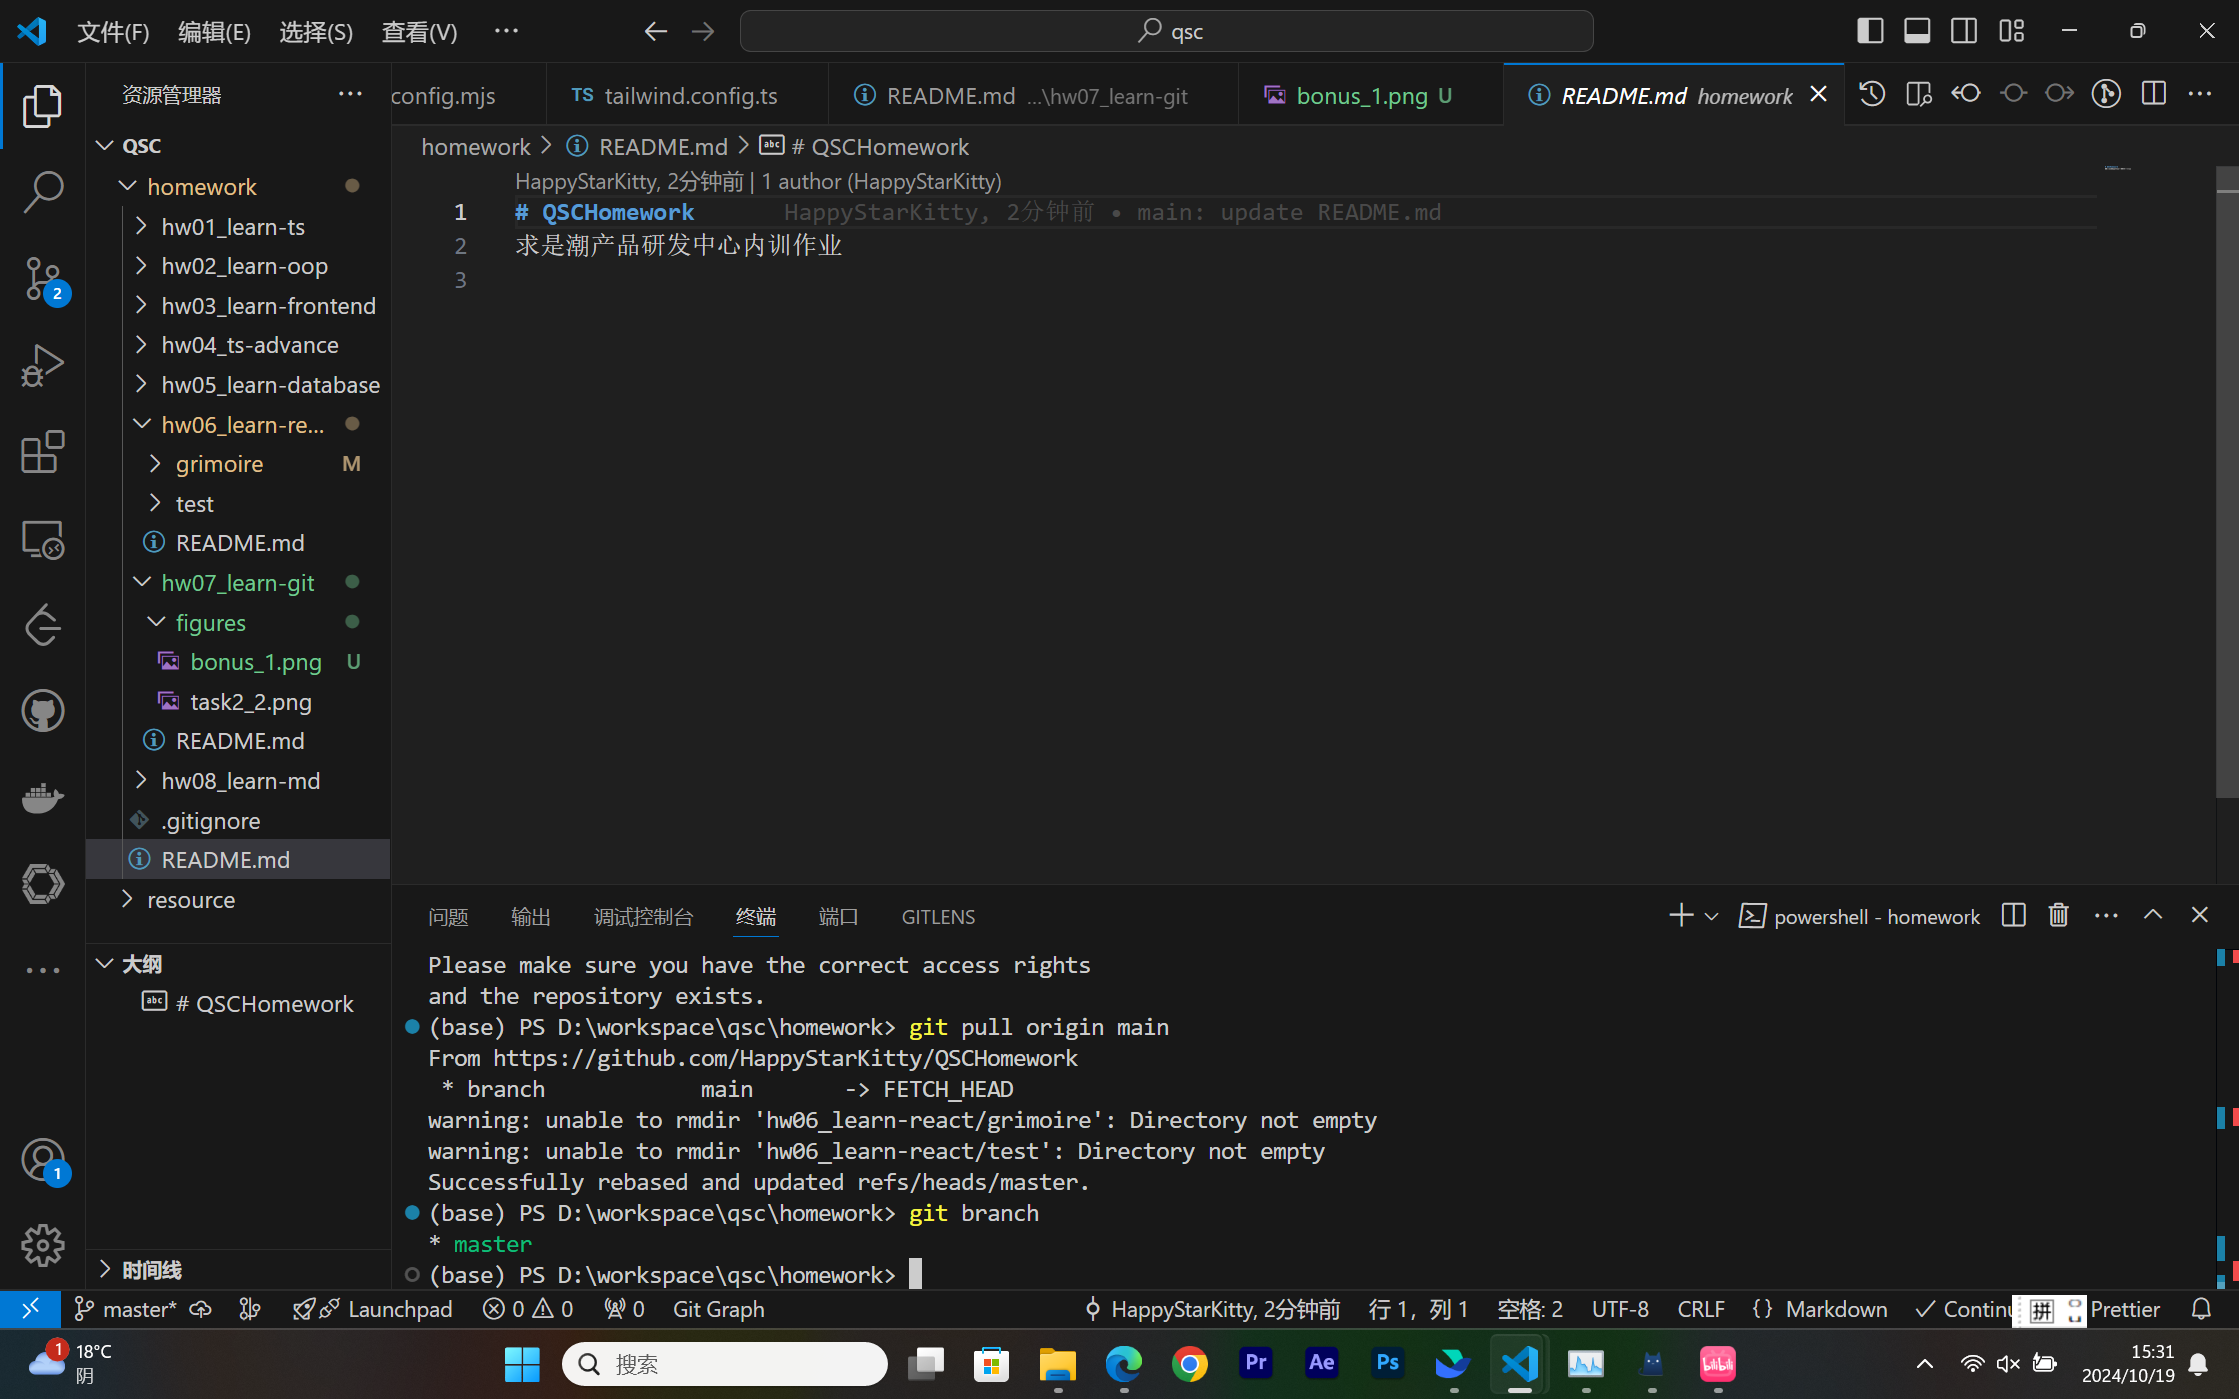 文件(F) 编辑(E) 选择(S) 查看(V) ··· qsc
资源管理器 ···
config.mjs TS tailwind.config.ts README.md ...\hw07_learn-git bonus_1.png U README.md homework
homework > README.md > # QSCHomework
QSC
homework
hw01_learn-ts
hw02_learn-oop
hw03_learn-frontend
hw04_ts-advance
hw05_learn-database
hw06_learn-re...
grimoire M
test
README.md
hw07_learn-git
figures
bonus_1.png U
task2_2.png
README.md
hw08_learn-md
.gitignore
README.md
resource
大纲
# QSCHomework
时间线
2
1
HappyStarKitty, 2分钟前 | 1 author (HappyStarKitty)
1 # QSCHomework HappyStarKitty, 2分钟前 • main: update README.md
2 求是潮产品研发中心内训作业
3
问题 输出 调试控制台 终端 端口 GITLENS powershell - homework
Please make sure you have the correct access rights
and the repository exists.
(base) PS D:\workspace\qsc\homework> git pull origin main
From https://github.com/HappyStarKitty/QSCHomework
* branch main -> FETCH_HEAD
warning: unable to rmdir 'hw06_learn-react/grimoire': Directory not empty
warning: unable to rmdir 'hw06_learn-react/test': Directory not empty
Successfully rebased and updated refs/heads/master.
(base) PS D:\workspace\qsc\homework> git branch
* master
(base) PS D:\workspace\qsc\homework>
master* Launchpad 0 0 0 Git Graph HappyStarKitty, 2分钟前 行 1，列 1 空格: 2 UTF-8 CRLF {} Markdown Continu 拼 Prettier
1 18°C
阴
搜索
Pr Ae Ps bilibili
15:31
2024/10/19